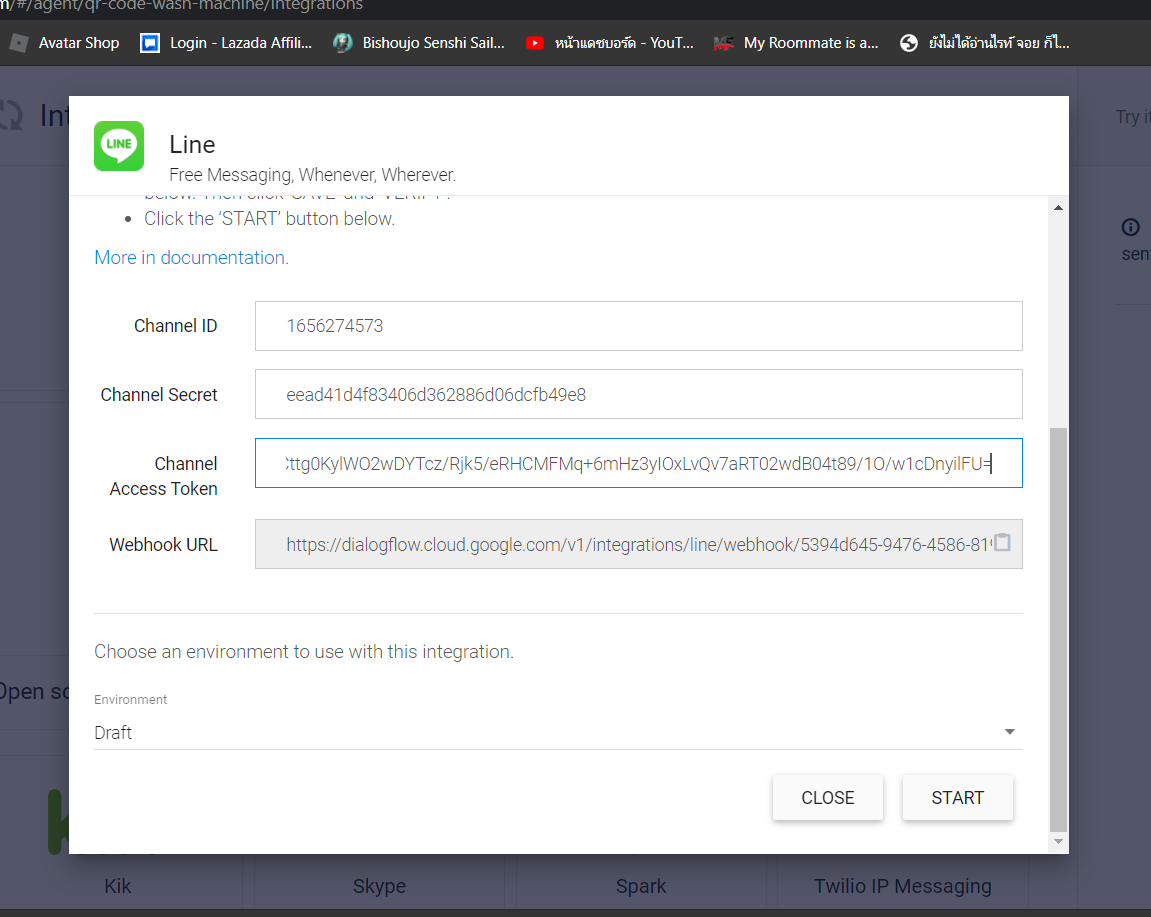 m/#/agent/qr-code-wash-machine/integrations
Avatar Shop
Login - Lazada Affili...
Bishoujo Senshi Sail...
หน้าแดชบอร์ด - YouT...
My Roommate is a...
ยังไม่ได้อ่านไรท์ จอย ก็ไ...
Int
Try it
LINE
Line
Free Messaging, Whenever, Wherever.
below. Then click 'SAVE' and 'VERIFY'.
Click the ‘START’ button below.
More in documentation.
sent
Channel ID
1656274573
Channel Secret
eead41d4f83406d362886d06dcfb49e8
Channel
Access Token
Cttg0KylWO2wDYTcz/Rjk5/eRHCMFMq+6mHz3yIOxLvQv7aRT02wdB04t89/1O/w1cDnyilFU=
Webhook URL
https://dialogflow.cloud.google.com/v1/integrations/line/webhook/5394d645-9476-4586-819
Choose an environment to use with this integration.
Open so
Environment
Draft
CLOSE
START
Kik
Skype
Spark
Twilio IP Messaging